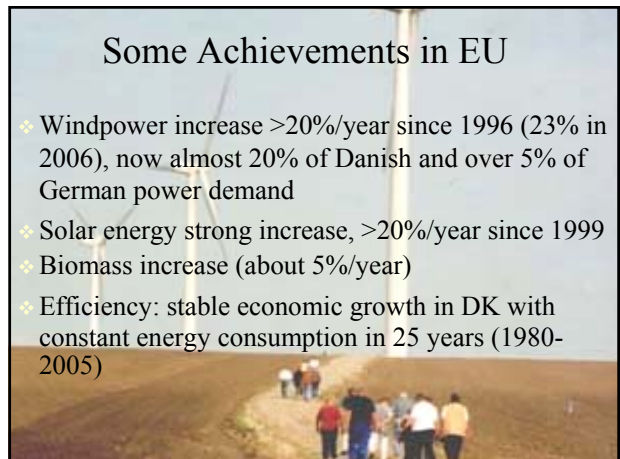 Some Achievements in EU
Windpower increase >20%/year since 1996 (23% in
2006), now almost 20% of Danish and over 5% of
German power demand
Solar energy strong increase, >20%/year since 1999
Biomass increase (about 5%/year)
Efficiency: stable economic growth in DK with
constant energy consumption in 25 years (1980-
2005)